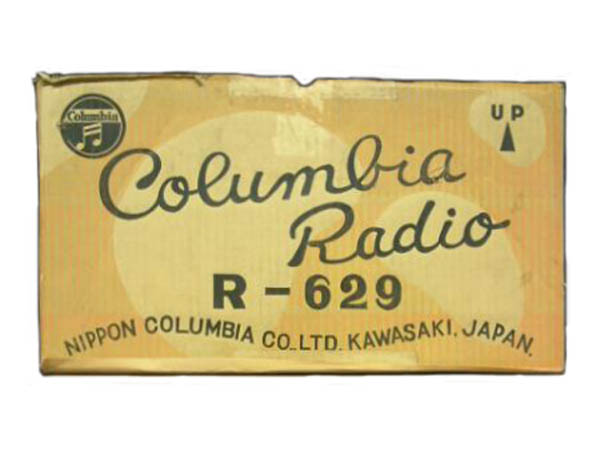 Columbia
UP
Columbia
Radio
R-629
NIPPON COLUMBIA CO.,LTD. KAWASAKI, JAPAN.